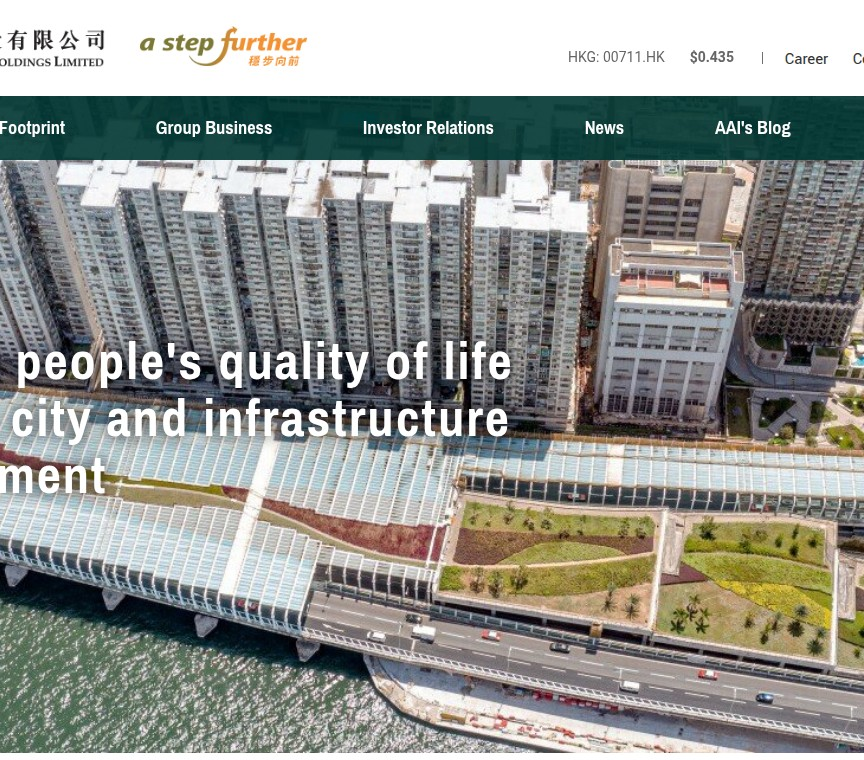 有限公司
OLDINGS LIMITED
a step further
穩步向前
HKG: 00711.HK $0.435 | Career
Footprint Group Business Investor Relations News AAI's Blog
people's quality of life
city and infrastructure
ment